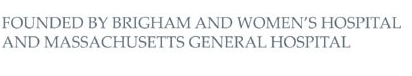 FOUNDED BY BRIGHAM AND WOMEN’S HOSPITAL
AND MASSACHUSETTS GENERAL HOSPITAL